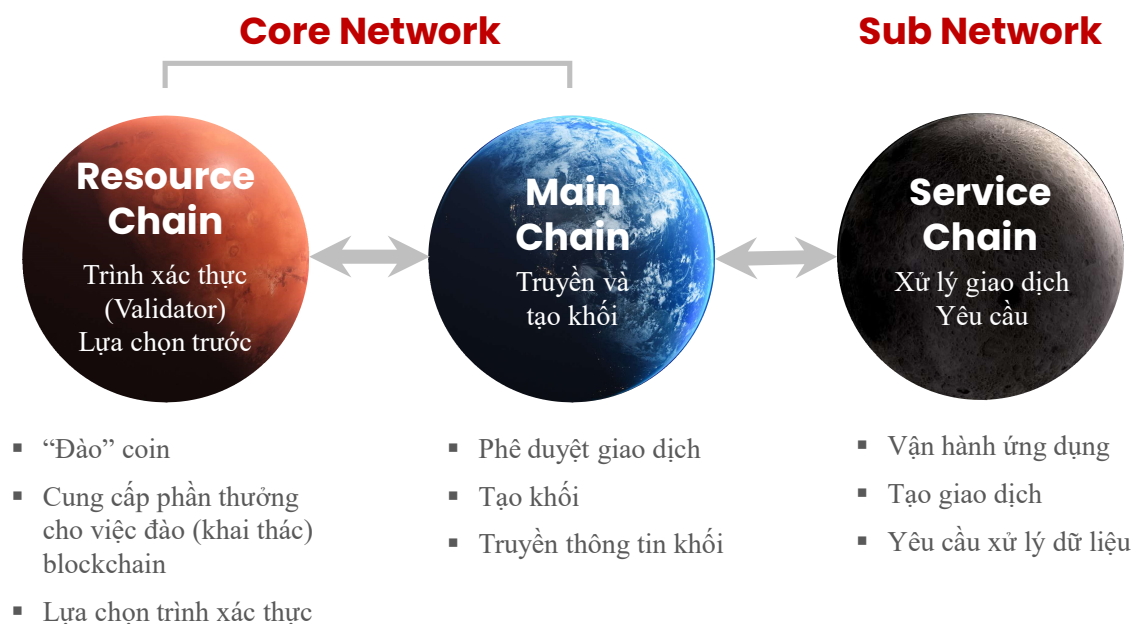 Core Network
Sub Network
Resource
Chain
Trình xác thực
(Validator)
Lựa chọn trước
Main
Chain
Truyền và
tạo khối
Service
Chain
Xử lý giao dịch
Yêu cầu
▪ “Đào” coin
▪ Cung cấp phần thưởng
cho việc đào (khai thác)
blockchain
▪ Lựa chọn trình xác thực
▪ Phê duyệt giao dịch
▪ Tạo khối
▪ Truyền thông tin khối
▪ Vận hành ứng dụng
▪ Tạo giao dịch
▪ Yêu cầu xử lý dữ liệu